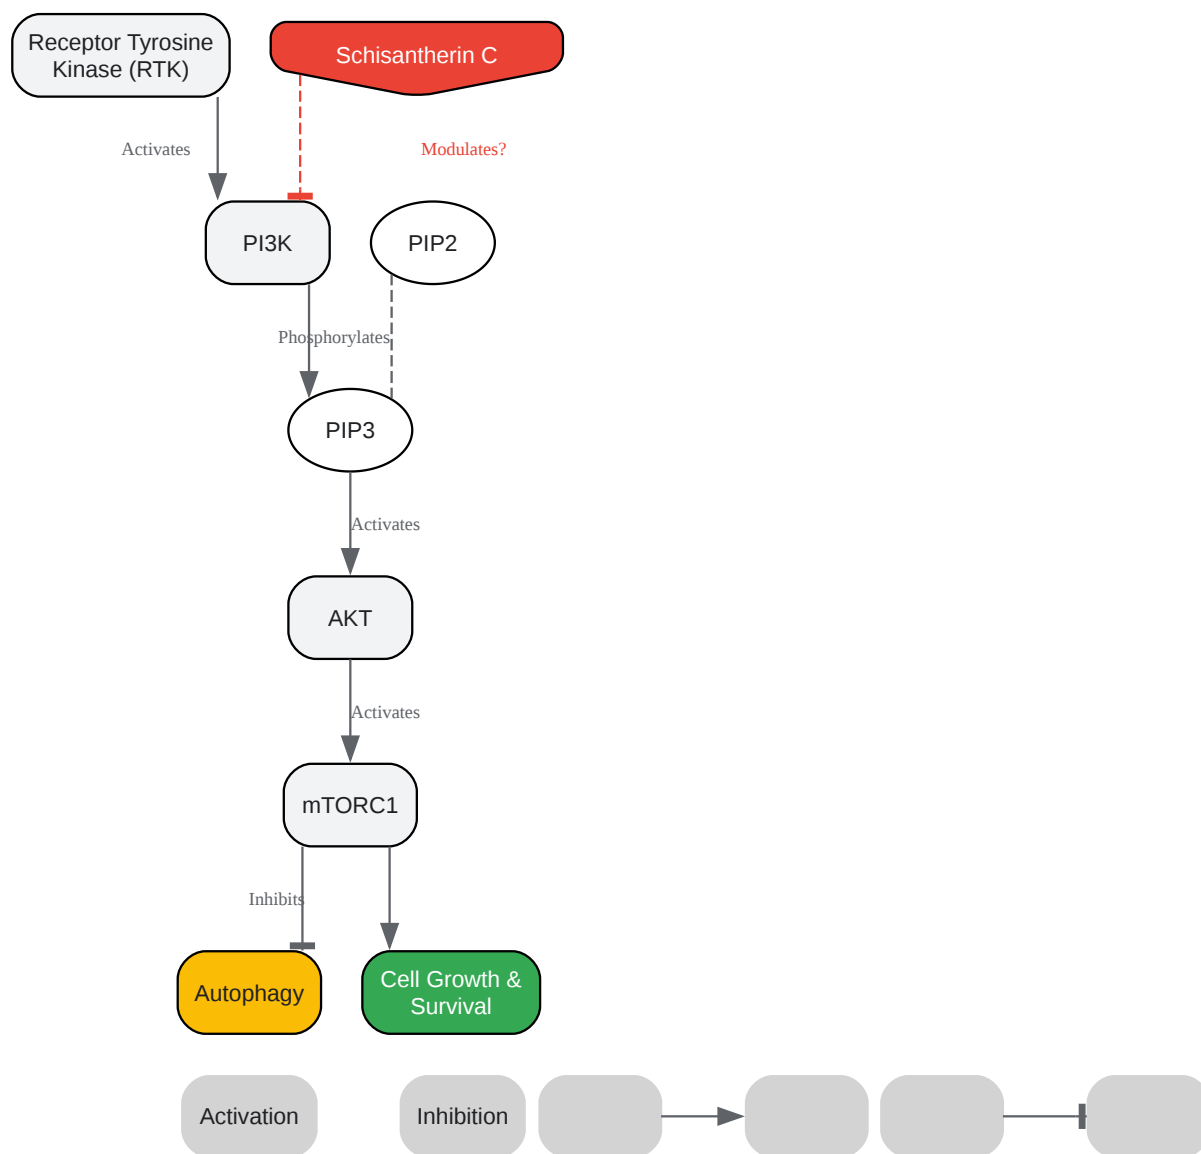 Receptor Tyrosine
Kinase (RTK)
Schisantherin C
Activates
Modulates?
PI3K
PIP2
Phosphorylates
PIP3
Activates
AKT
Activates
mTORC1
Inhibits
Autophagy
Cell Growth &
Survival
Activation
Inhibition